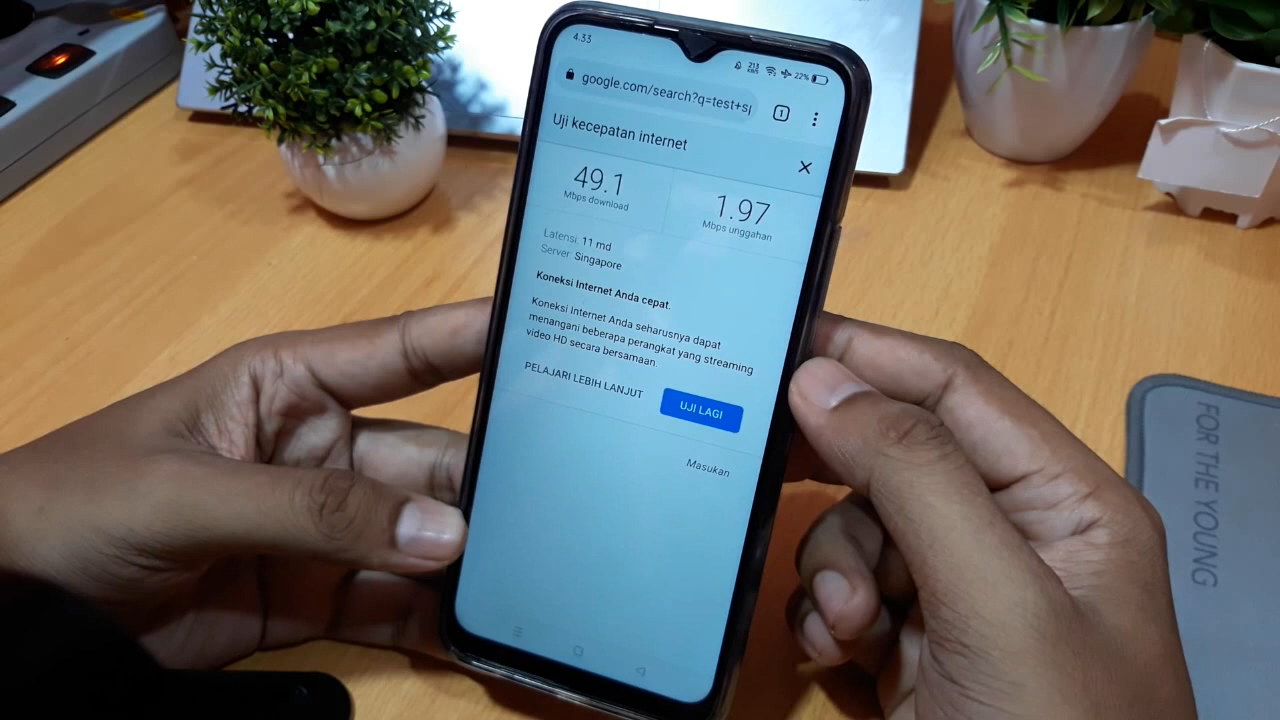 4.33
213 KB/S 22%
google.com/search?q=test+s
1
Uji kecepatan internet
49.1
Mbps download
1.97
Mbps unggahan
Latensi: 11 md
Server: Singapore
Koneksi Internet Anda cepat.
Koneksi Internet Anda seharusnya dapat
menangani beberapa perangkat yang streaming
video HD secara bersamaan.
PELAJARI LEBIH LANJUT
UJI LAGI
Masukan
FOR THE YOUNG